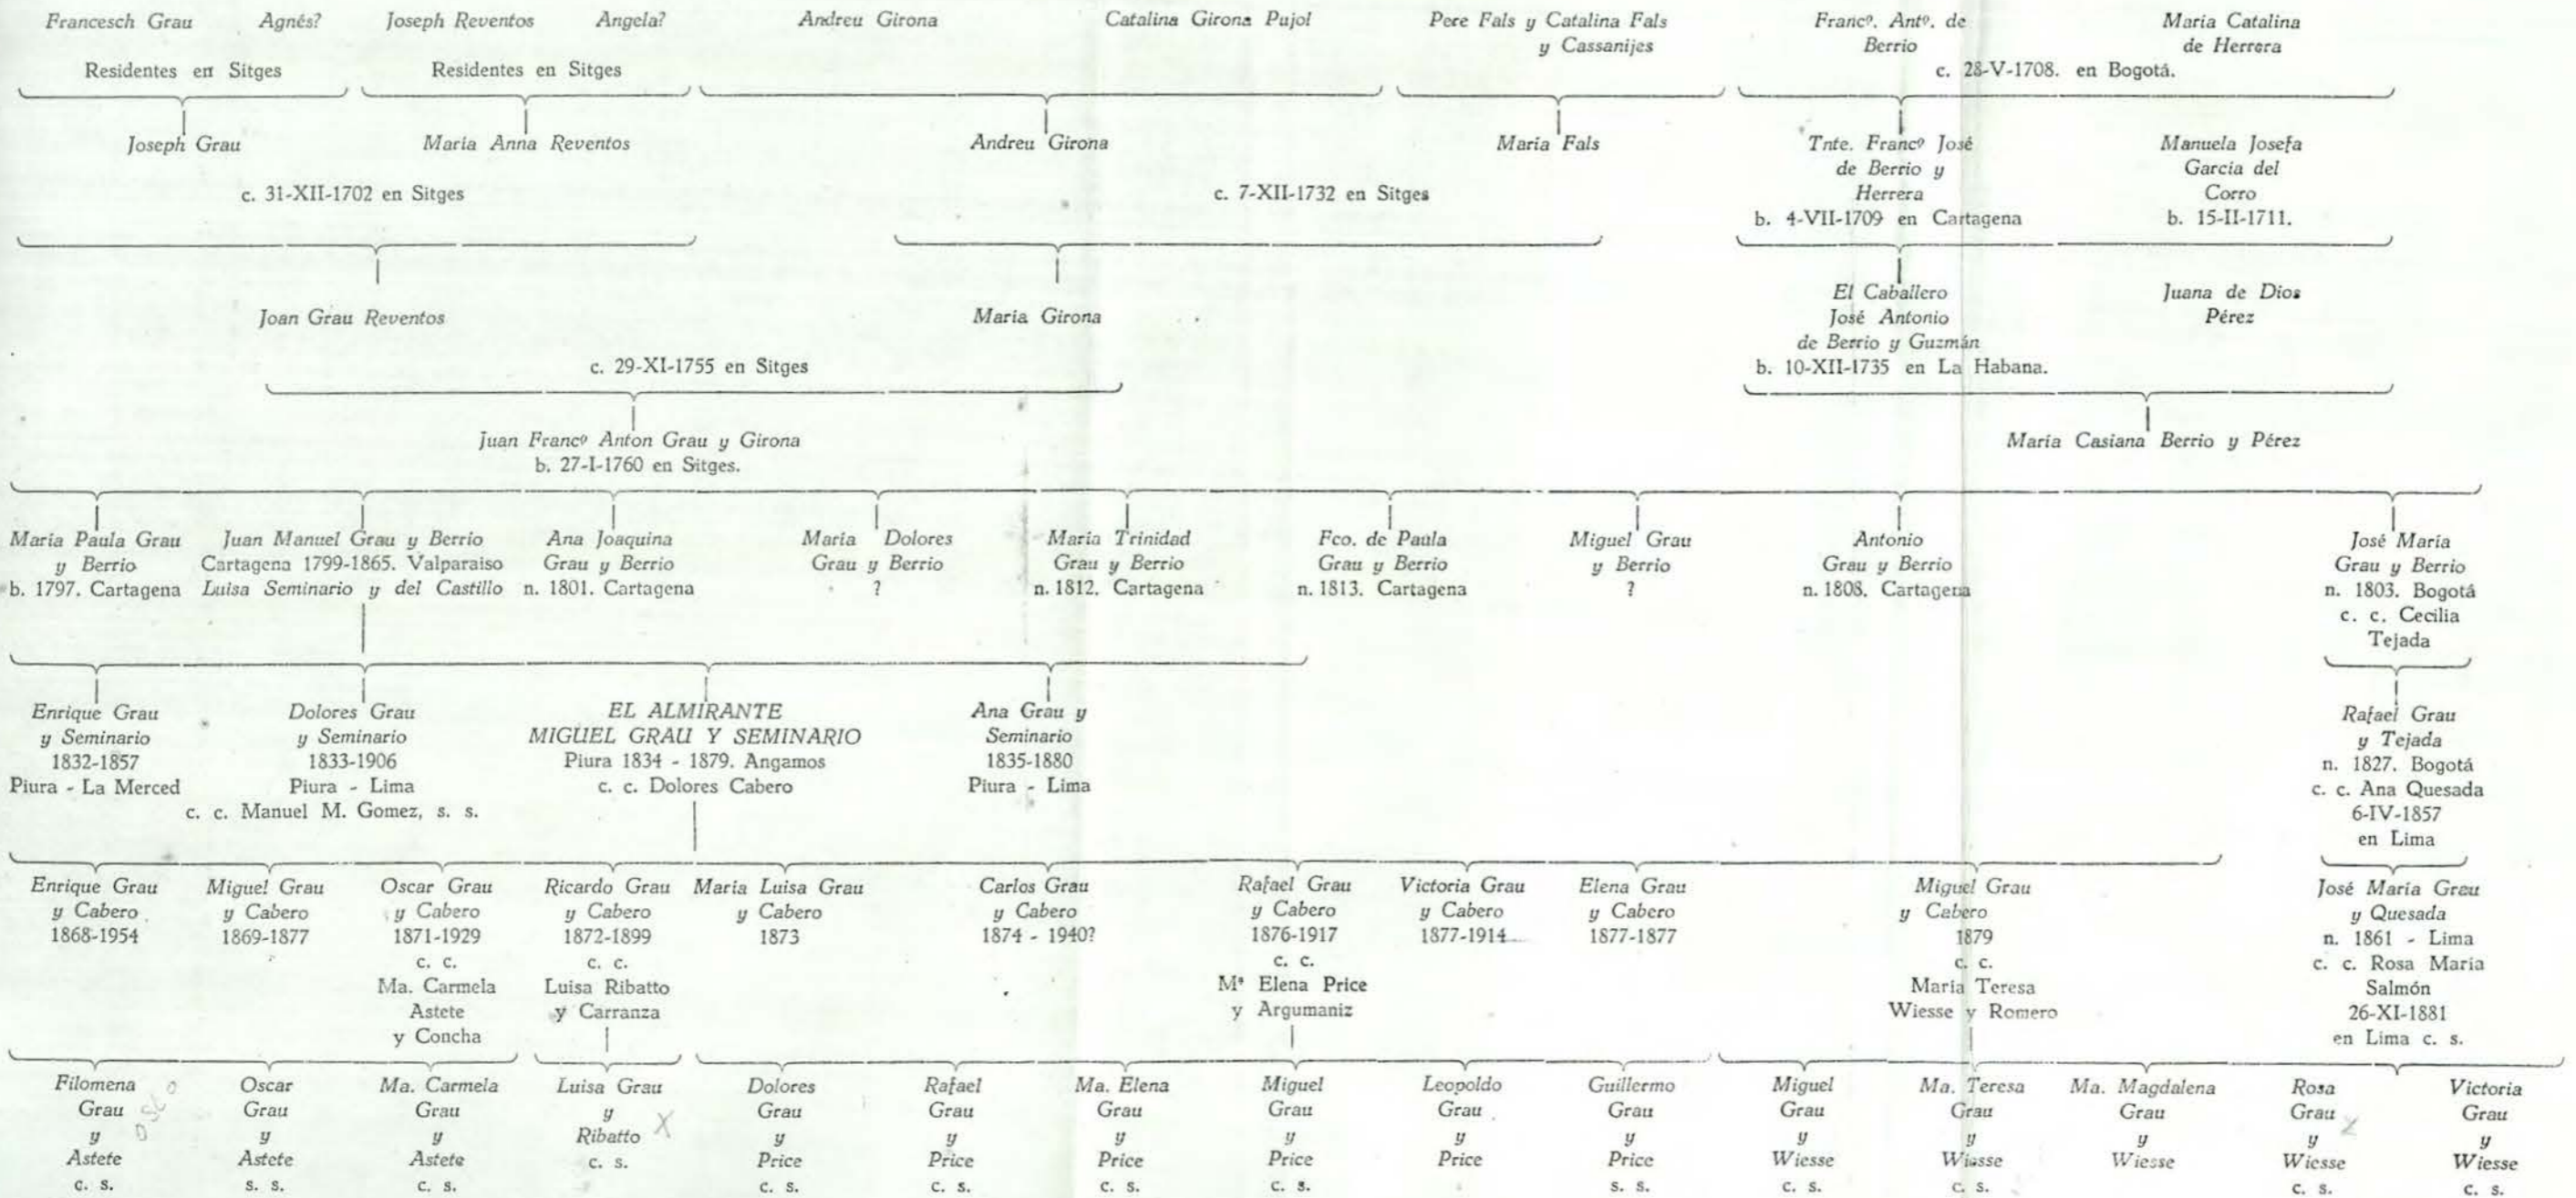 Francesch Grau
Agnés?
Joseph Reventos
Angela?
Andreu Girona
Catalina Girona Pujol
Pere Fals y Catalina Fals
y Cassanijes
Francº. Antº. de
Berrio
Maria Catalina
de Herrera
Residentes en Sitges
Residentes en Sitges
c. 28-V-1708. en Bogotá.
Joseph Grau
Maria Anna Reventos
Andreu Girona
Maria Fals
Tnte. Francº José
de Berrio y
Herrera
b. 4-VII-1709 en Cartagena
Manuela Josefa
Garcia del
Corro
b. 15-II-1711.
c. 31-XII-1702 en Sitges
c. 7-XII-1732 en Sitges
Joan Grau Reventos
Maria Girona
El Caballero
José Antonio
de Berrio y Guzmán
b. 10-XII-1735 en La Habana.
Juana de Dios
Pérez
c. 29-XI-1755 en Sitges
Juan Francº Anton Grau y Girona
b. 27-I-1760 en Sitges.
María Casiana Berrio y Pérez
María Paula Grau
y Berrio
b. 1797. Cartagena
Juan Manuel Grau y Berrio
Cartagena 1799-1865. Valparaiso
Luisa Seminario y del Castillo
Ana Joaquina
Grau y Berrio
n. 1801. Cartagena
María Dolores
Grau y Berrio
?
María Trinidad
Grau y Berrio
n. 1812. Cartagena
Fco. de Paula
Grau y Berrio
n. 1813. Cartagena
Miguel Grau
y Berrio
?
Antonio
Grau y Berrio
n. 1808. Cartagena
José María
Grau y Berrio
n. 1803. Bogotá
c. c. Cecilia
Tejada
Enrique Grau
y Seminario
1832-1857
Piura - La Merced
Dolores Grau
y Seminario
1833-1906
Piura - Lima
c. c. Manuel M. Gomez, s. s.
EL ALMIRANTE
MIGUEL GRAU Y SEMINARIO
Piura 1834 - 1879. Angamos
c. c. Dolores Cabero
Ana Grau y
Seminario
1835-1880
Piura - Lima
Rafael Grau
y Tejada
n. 1827. Bogotá
c. c. Ana Quesada
6-IV-1857
en Lima
Enrique Grau
y Cabero
1868-1954
Miguel Grau
y Cabero
1869-1877
Oscar Grau
y Cabero
1871-1929
c. c.
Ma. Carmela
Astete
y Concha
Ricardo Grau
y Cabero
1872-1899
c. c.
Luisa Ribatto
y Carranza
Maria Luisa Grau
y Cabero
1873
Carlos Grau
y Cabero
1874 - 1940?
Rafael Grau
y Cabero
1876-1917
c. c.
Mª Elena Price
y Argumaniz
Victoria Grau
y Cabero
1877-1914
Elena Grau
y Cabero
1877-1877
Miguel Grau
y Cabero
1879
c. c.
Maria Teresa
Wiesse y Romero
José María Grau
y Quesada
n. 1861 - Lima
c. c. Rosa Maria
Salmón
26-XI-1881
en Lima c. s.
Filomena
Grau
y
Astete
c. s.
Oscar
Grau
y
Astete
s. s.
Ma. Carmela
Grau
y
Astete
c. s.
Luisa Grau
y
Ribatto X
c. s.
Dolores
Grau
y
Price
c. s.
Rafael
Grau
y
Price
c. s.
Ma. Elena
Grau
y
Price
c. s.
Miguel
Grau
y
Price
c. s.
Leopoldo
Grau
y
Price
Guillermo
Grau
y
Price
s. s.
Miguel
Grau
y
Wiesse
c. s.
Ma. Teresa
Grau
y
Wiesse
c. s.
Ma. Magdalena
Grau
y
Wiesse
Rosa
Grau
y
Wiesse
c. s.
Victoria
Grau
y
Wiesse
c. s.